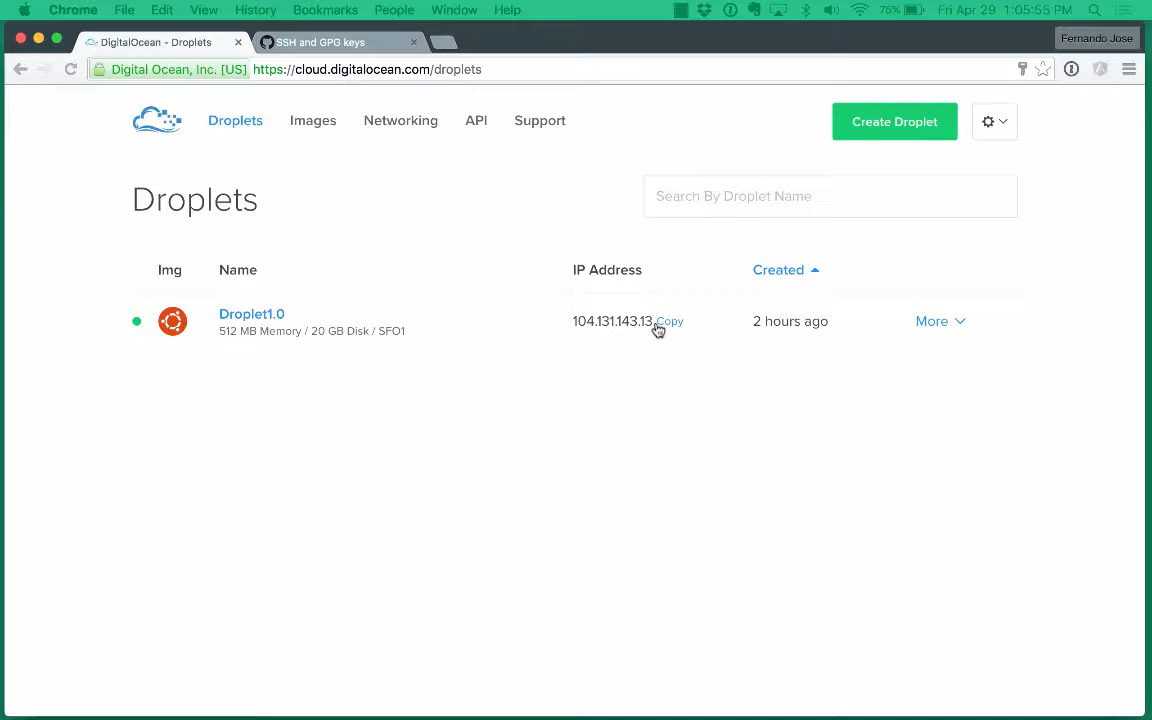 Chrome File Edit View History Bookmarks People Window Help 75% Fri Apr 29 1:05:55 PM
DigitalOcean - Droplets SSH and GPG keys Fernando Jose
Digital Ocean, Inc. [US] https://cloud.digitalocean.com/droplets
Droplets Images Networking API Support Create Droplet
Droplets Search By Droplet Name
Img Name IP Address Created
Droplet1.0 104.131.143.13 Copy 2 hours ago More
512 MB Memory / 20 GB Disk / SFO1